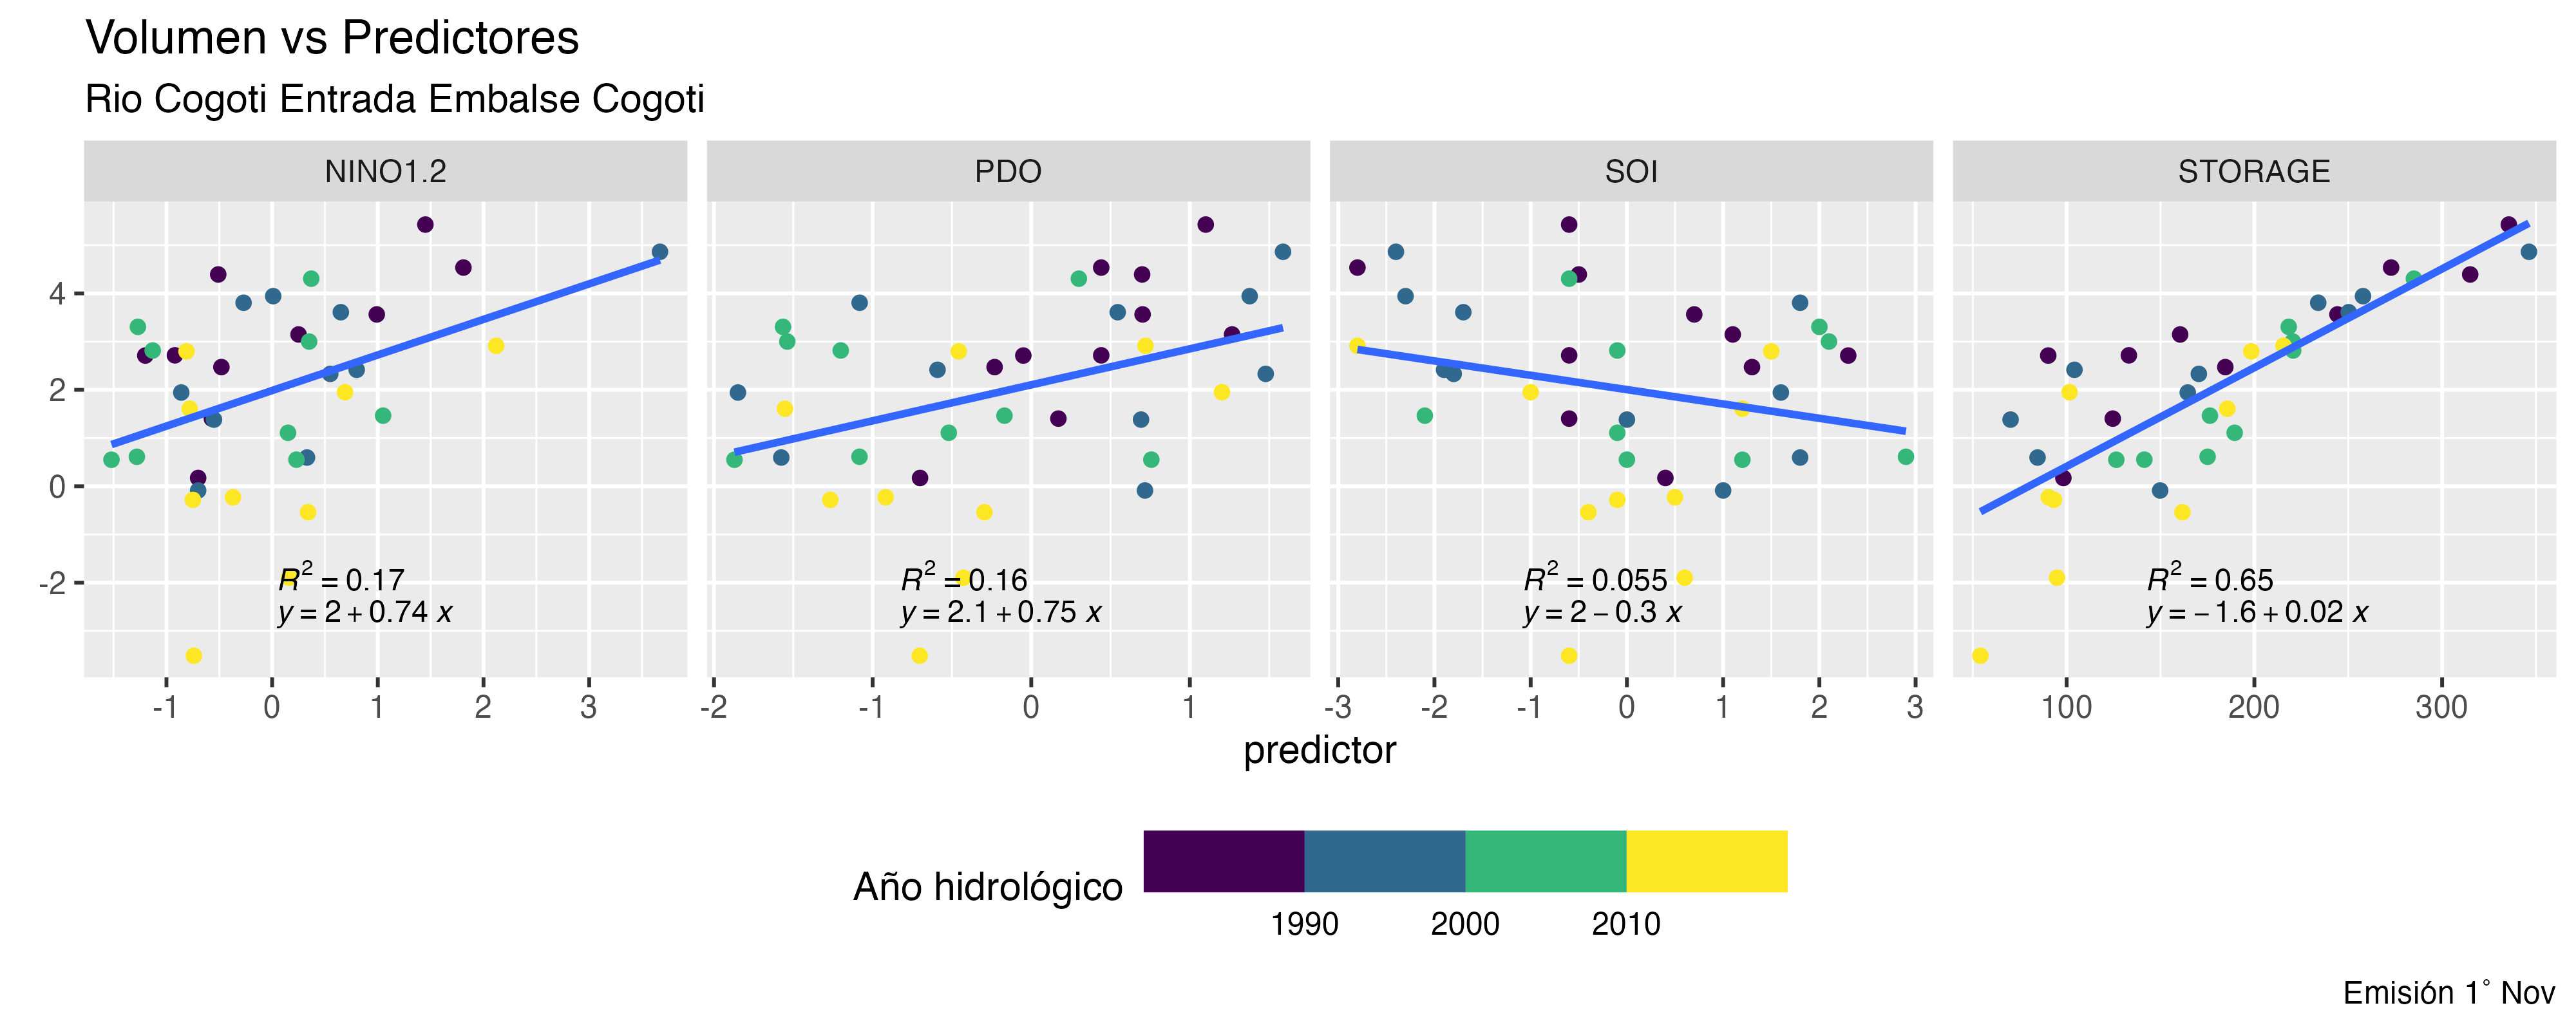 Volumen vs Predictores
Rio Cogoti Entrada Embalse Cogoti
NINO1.2 PDO SOI STORAGE
4
2
0
-2
R² = 0.17 R² = 0.16 R² = 0.055 R² = 0.65
y = 2 + 0.74 x y = 2.1 + 0.75 x y = 2 − 0.3 x y = − 1.6 + 0.02 x
-1 0 1 2 3 -2 -1 0 1 -3 -2 -1 0 1 2 3 100 200 300
predictor
Año hidrológico
1990 2000 2010
Emisión 1° Nov